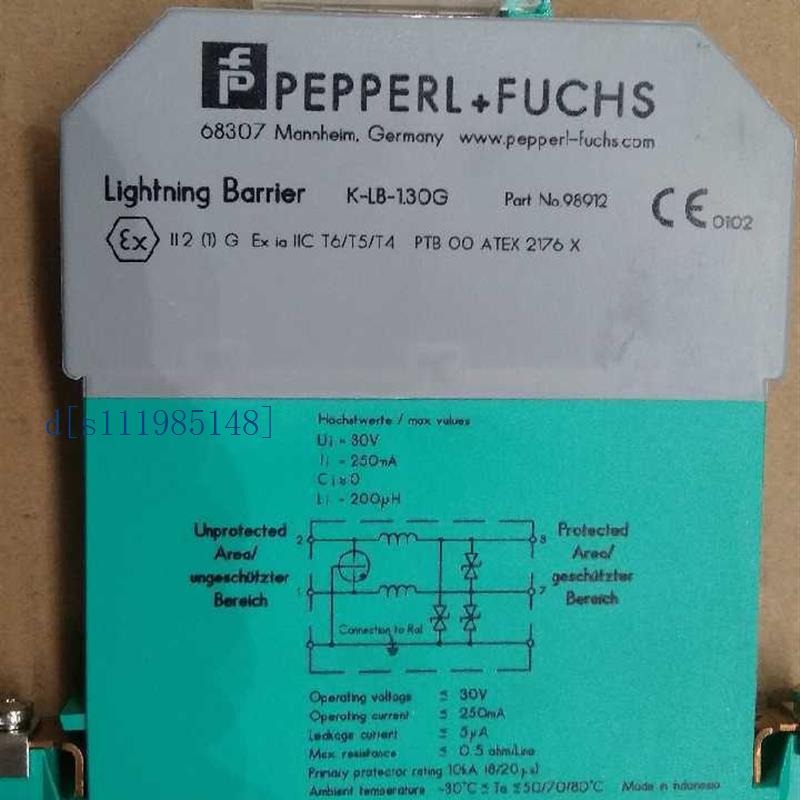 fP PEPPERL+FUCHS
68307 Mannheim, Germany www.pepperl-fuchs.com
Lightning Barrier K-LB-1.30G Part No.98912 CE 0102
Ex II 2 (1) G Ex ia IIC T6/T5/T4 PTB 00 ATEX 2176 X
d[s111985148]
Höchstwerte / max values
Ui = 30V
Ii = 250mA
Ci≈0
Li = 200µH
Unprotected
Area/
ungeschützter
Bereich
2
1
8
7
Protected
Area/
geschützter
Bereich
Connection to Rail
Operating voltage ≤ 30V
Operating current ≤ 250mA
Leakage current ≤ 5µA
Max. resistance ≤ 0.5 ohm/Line
Primary protector rating 10kA (8/20µs)
Ambient temperature -30°C ≤ Ta ≤ 50/70/80°C Made in Indonesia